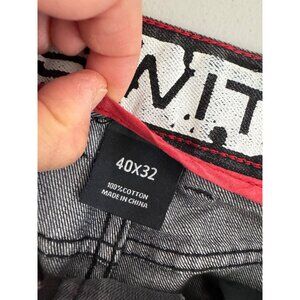 WIT
40X32
100% COTTON
MADE IN CHINA